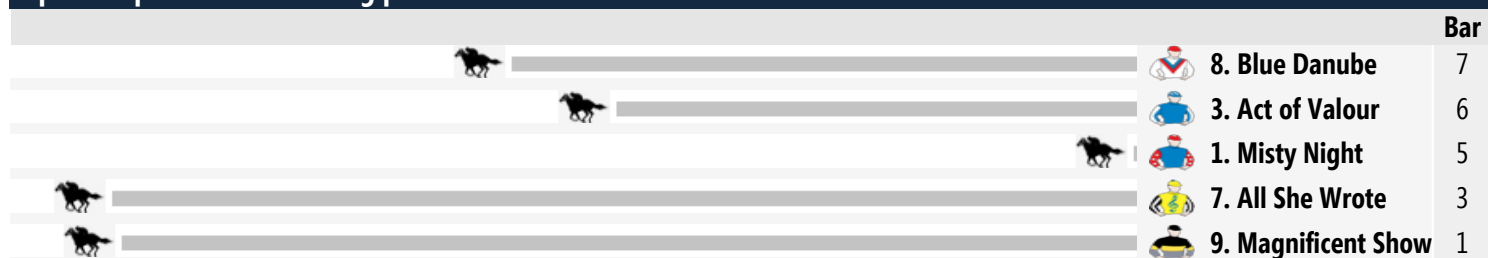 Bar
8. Blue Danube 7
3. Act of Valour 6
1. Misty Night 5
7. All She Wrote 3
9. Magnificent Show 1